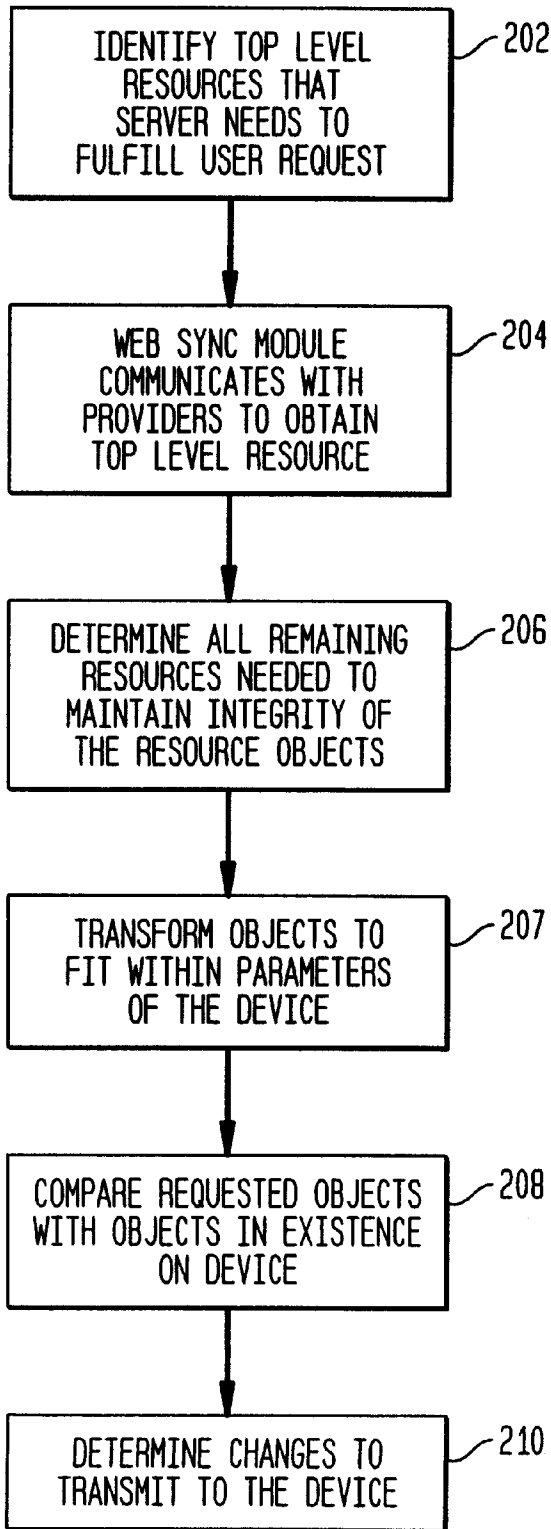 IDENTIFY TOP LEVEL
RESOURCES THAT
SERVER NEEDS TO
FULFILL USER REQUEST
202
WEB SYNC MODULE
COMMUNICATES WITH
PROVIDERS TO OBTAIN
TOP LEVEL RESOURCE
204
DETERMINE ALL REMAINING
RESOURCES NEEDED TO
MAINTAIN INTEGRITY OF
THE RESOURCE OBJECTS
206
TRANSFORM OBJECTS TO
FIT WITHIN PARAMETERS
OF THE DEVICE
207
COMPARE REQUESTED OBJECTS
WITH OBJECTS IN EXISTENCE
ON DEVICE
208
DETERMINE CHANGES TO
TRANSMIT TO THE DEVICE
210